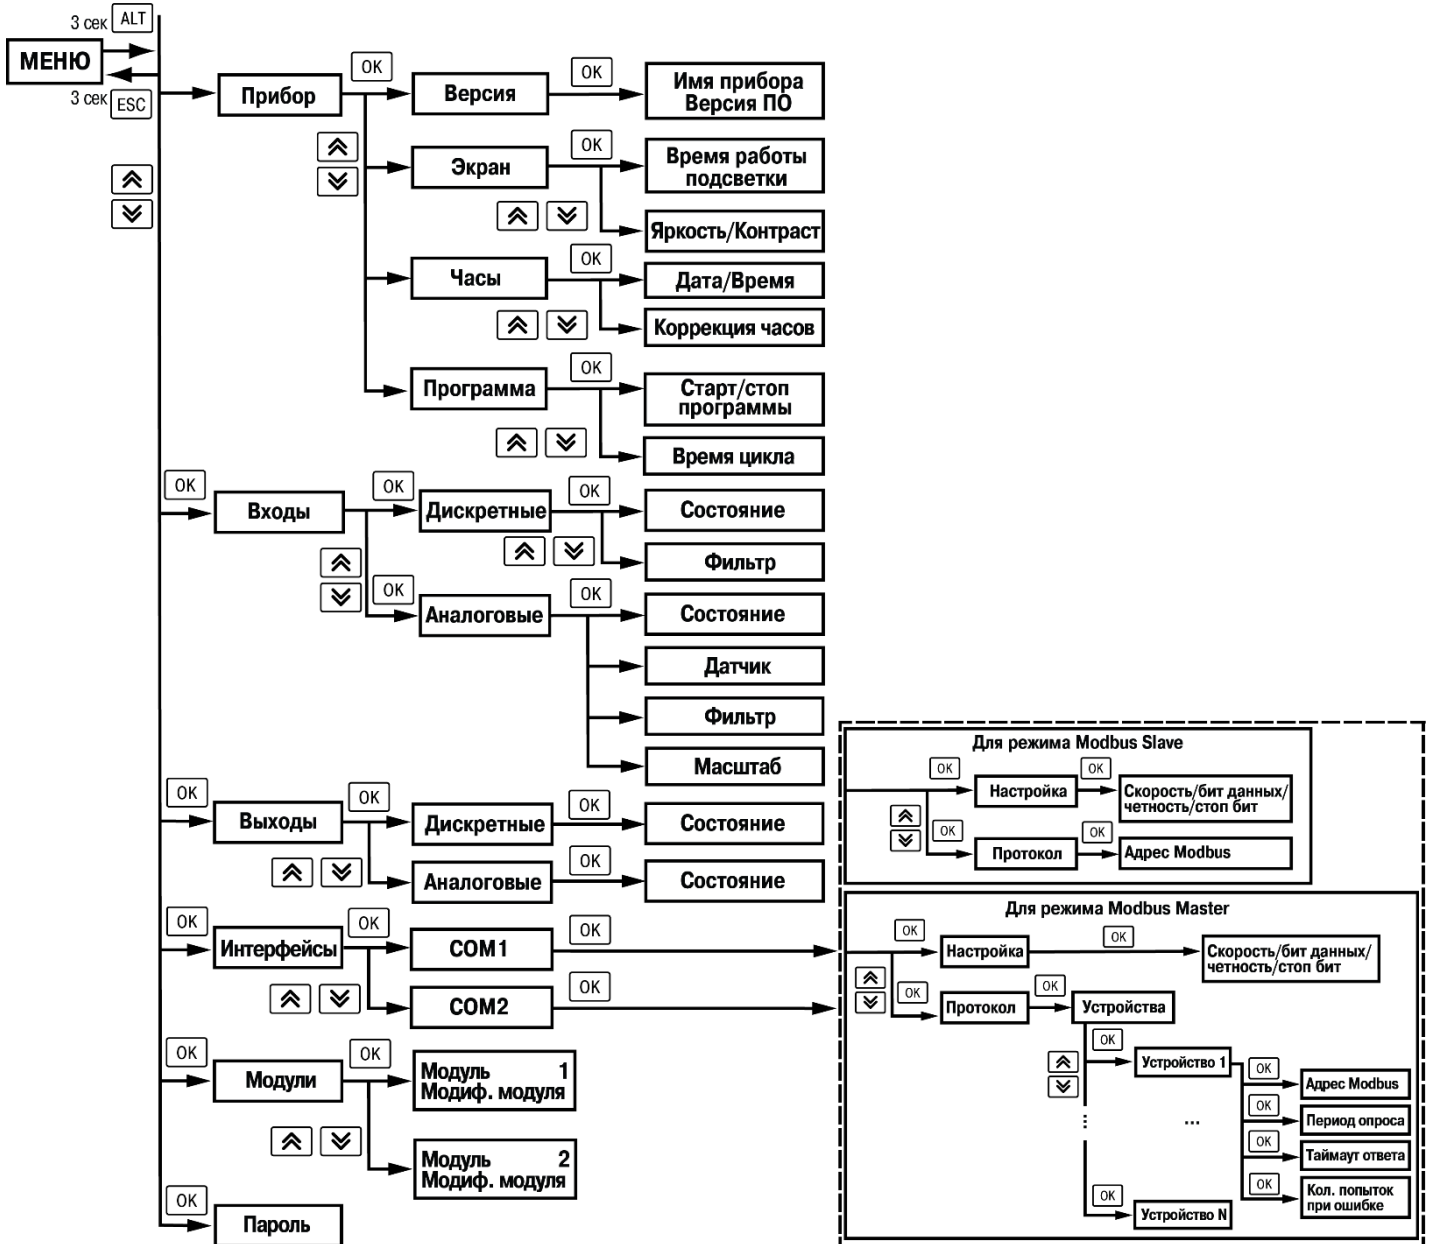 3 сек ALT
МЕНЮ
3 сек ESC
Прибор
OK
Версия
OK
Имя прибора
Версия ПО
Экран
OK
Время работы
подсветки
Яркость/Контраст
Часы
OK
Дата/Время
Коррекция часов
Программа
OK
Старт/стоп
программы
Время цикла
OK
Входы
OK
Дискретные
OK
Состояние
Фильтр
OK
Аналоговые
OK
Состояние
Датчик
Фильтр
Масштаб
OK
Выходы
OK
Дискретные
OK
Состояние
Аналоговые
OK
Состояние
OK
Интерфейсы
OK
COM1
OK
COM2
OK
OK
Модули
OK
Модуль 1
Модиф. модуля
Модуль 2
Модиф. модуля
OK
Пароль
Для режима Modbus Slave
OK
Настройка
OK
Скорость/бит данных/
четность/стоп бит
OK
Протокол
OK
Адрес Modbus
Для режима Modbus Master
OK
Настройка
OK
Скорость/бит данных/
четность/стоп бит
OK
Протокол
OK
Устройства
OK
Устройство 1
OK
Адрес Modbus
OK
Период опроса
...
OK
Таймаут ответа
OK
Кол. попыток
при ошибке
OK
Устройство N